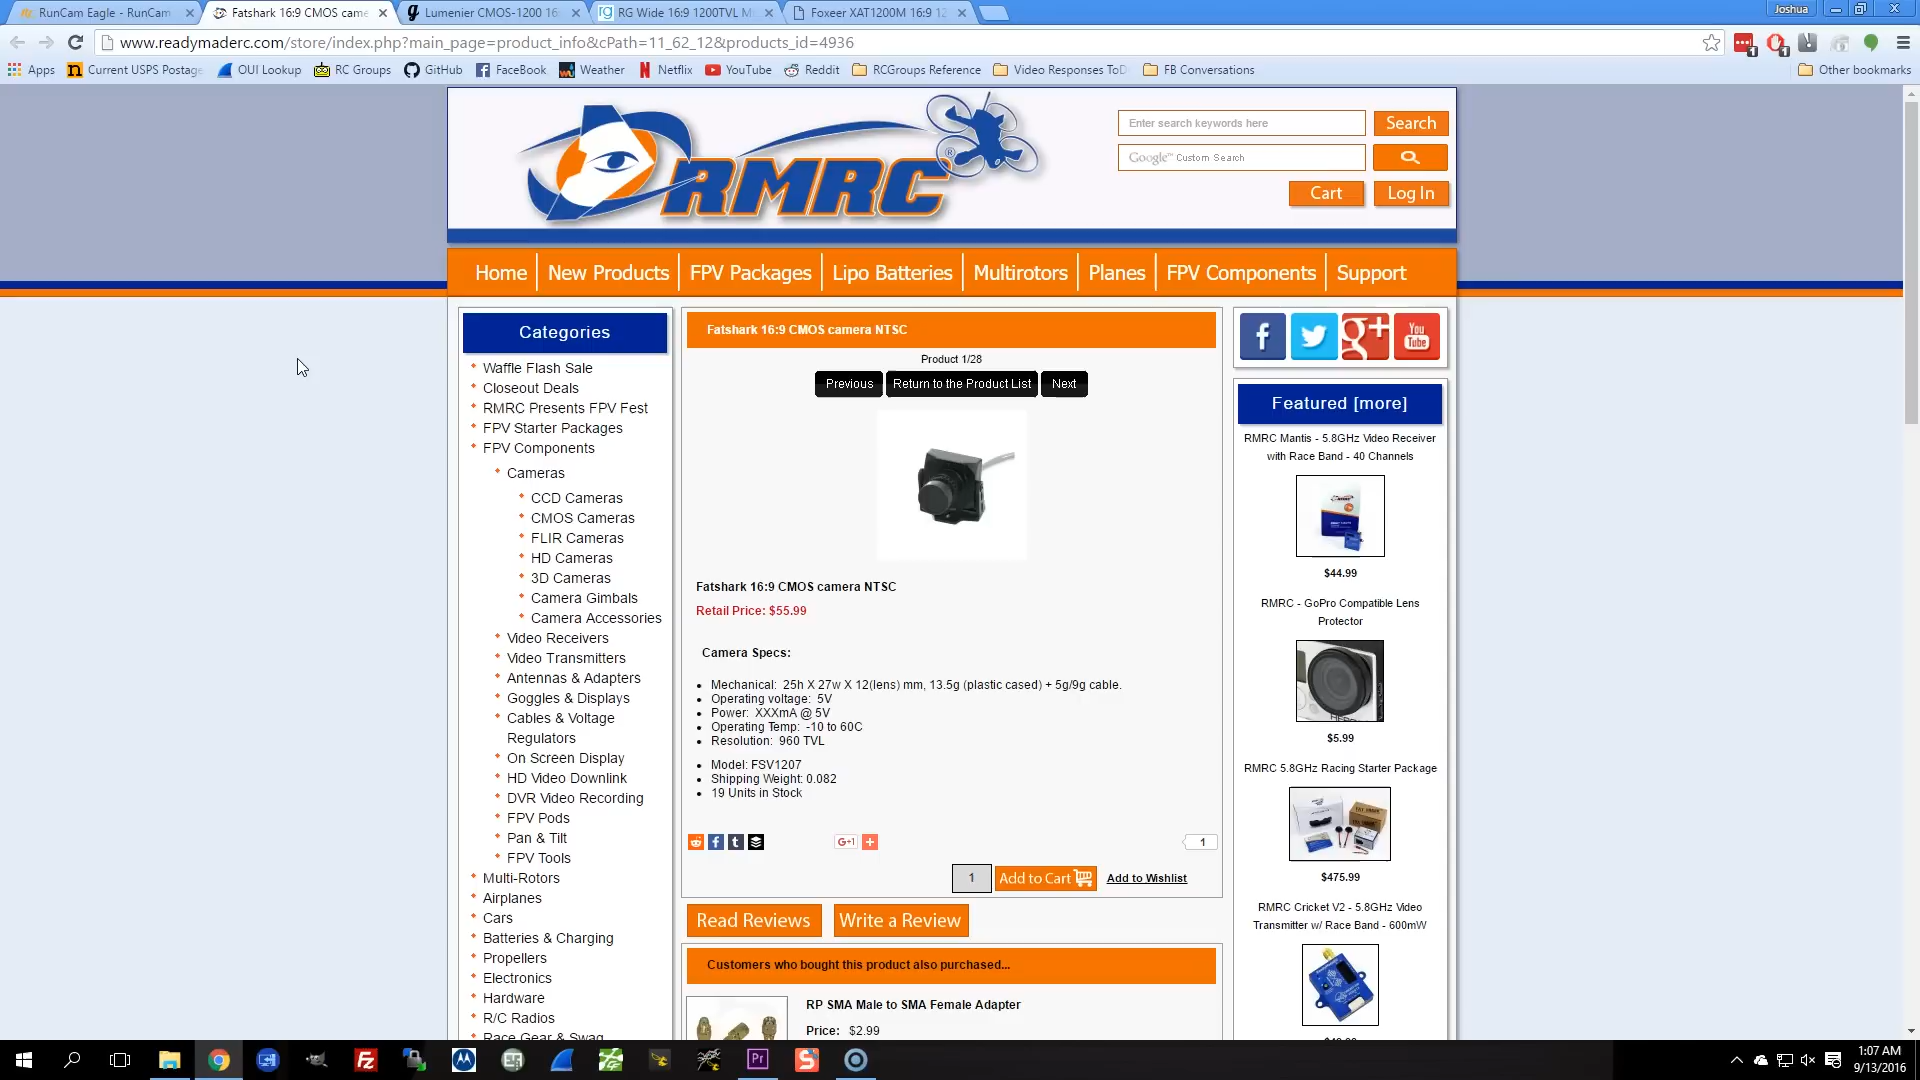 RunCam Eagle - RunCam
Fatshark 16:9 CMOS came
Lumenier CMOS-1200 16
RG Wide 16:9 1200TVL M
Foxeer XAT1200M 16:9 12
Joshua
www.readymaderc.com/store/index.php?main_page=product_info&cPath=11_62_12&products_id=4936
Apps
Current USPS Postage
OUI Lookup
RC Groups
GitHub
FaceBook
Weather
Netflix
YouTube
Reddit
RCGroups Reference
Video Responses ToD
FB Conversations
Other bookmarks
RMRC
Enter search keywords here
Search
Google™ Custom Search
Cart
Log In
Home
New Products
FPV Packages
Lipo Batteries
Multirotors
Planes
FPV Components
Support
Categories
Waffle Flash Sale
Closeout Deals
RMRC Presents FPV Fest
FPV Starter Packages
FPV Components
Cameras
CCD Cameras
CMOS Cameras
FLIR Cameras
HD Cameras
3D Cameras
Camera Gimbals
Camera Accessories
Video Receivers
Video Transmitters
Antennas & Adapters
Goggles & Displays
Cables & Voltage
Regulators
On Screen Display
HD Video Downlink
DVR Video Recording
FPV Pods
Pan & Tilt
FPV Tools
Multi-Rotors
Airplanes
Cars
Batteries & Charging
Propellers
Electronics
Hardware
R/C Radios
Race Gear & Swag
Fatshark 16:9 CMOS camera NTSC
Product 1/28
Previous
Return to the Product List
Next
Fatshark 16:9 CMOS camera NTSC
Retail Price: $55.99
Camera Specs:
Mechanical: 25h X 27w X 12(lens) mm, 13.5g (plastic cased) + 5g/9g cable.
Operating voltage: 5V
Power: XXXmA @ 5V
Operating Temp: -10 to 60C
Resolution: 960 TVL
Model: FSV1207
Shipping Weight: 0.082
19 Units in Stock
G+1
1
1
Add to Cart
Add to Wishlist
Read Reviews
Write a Review
Customers who bought this product also purchased...
RP SMA Male to SMA Female Adapter
Price: $2.99
You
Tube
Featured [more]
RMRC Mantis - 5.8GHz Video Receiver
with Race Band - 40 Channels
$44.99
RMRC - GoPro Compatible Lens
Protector
$5.99
RMRC 5.8GHz Racing Starter Package
$475.99
RMRC Cricket V2 - 5.8GHz Video
Transmitter w/ Race Band - 600mW
1:07 AM
9/13/2016